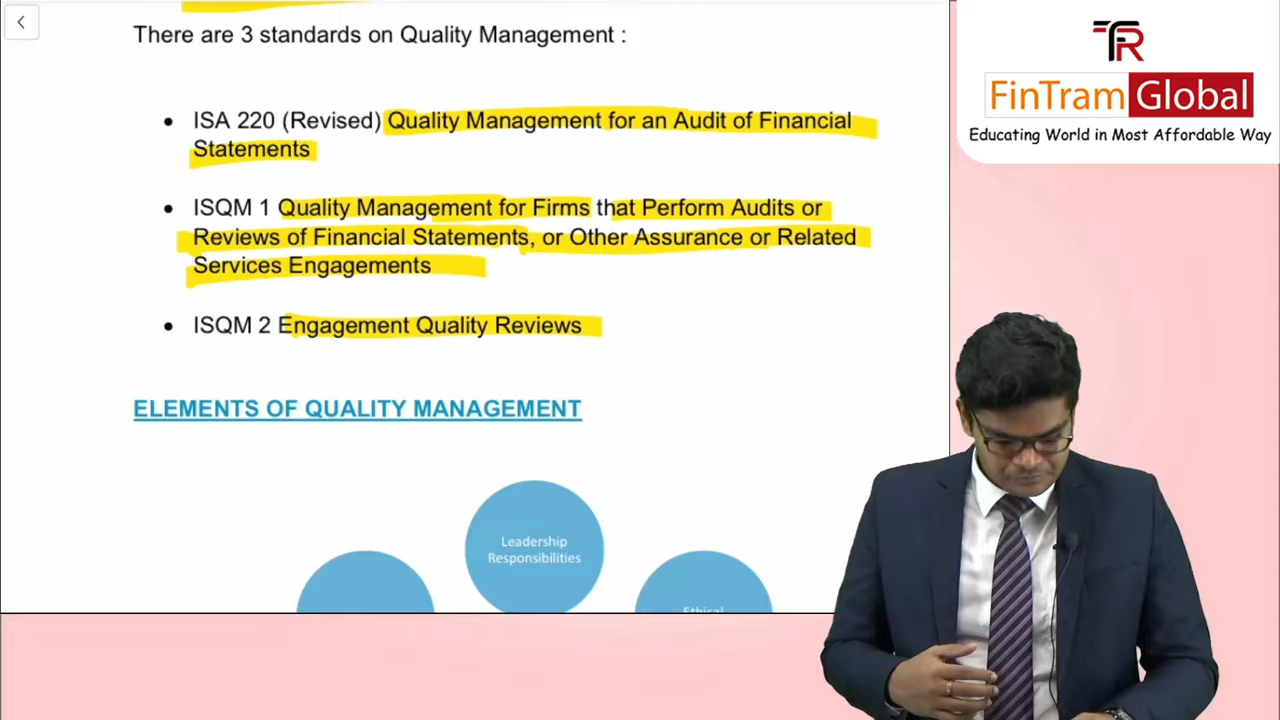 There are 3 standards on Quality Management :
ISA 220 (Revised) Quality Management for an Audit of Financial
Statements
ISQM 1 Quality Management for Firms that Perform Audits or
Reviews of Financial Statements, or Other Assurance or Related
Services Engagements
ISQM 2 Engagement Quality Reviews
ELEMENTS OF QUALITY MANAGEMENT
Leadership
Responsibilities
Ethical
TFR
FinTram Global
Educating World in Most Affordable Way